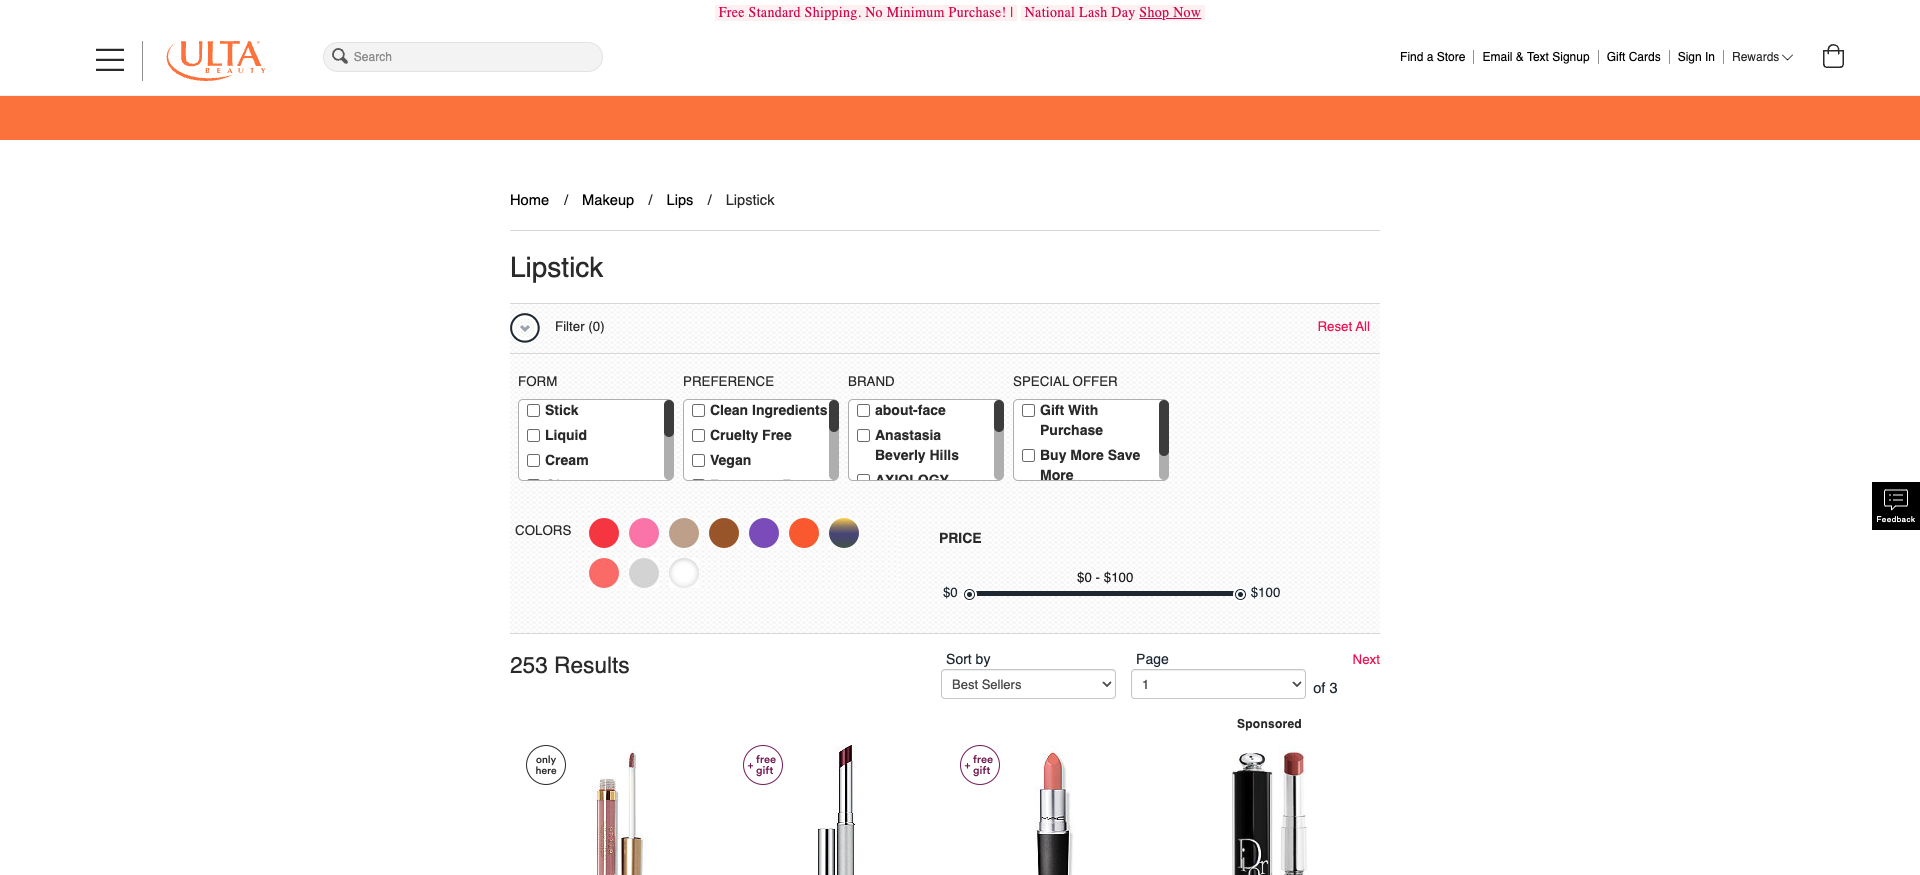 Free Standard Shipping. No Minimum Purchase! | National Lash Day Shop Now
ULTA
BEAUTY
Search
Find a Store | Email & Text Signup | Gift Cards | Sign In | Rewards
Home / Makeup / Lips / Lipstick
Lipstick
Filter (0)
Reset All
FORM
Stick
Liquid
Cream
PREFERENCE
Clean Ingredients
Cruelty Free
Vegan
BRAND
about-face
Anastasia
Beverly Hills
AXIOLOGY
SPECIAL OFFER
Gift With
Purchase
Buy More Save
More
Feedback
COLORS
PRICE
$0 - $100
$0
$100
253 Results
Sort by
Best Sellers
Page
1
of 3
Next
Sponsored
only
here
+ free
gift
+ free
gift
MAC
Dior